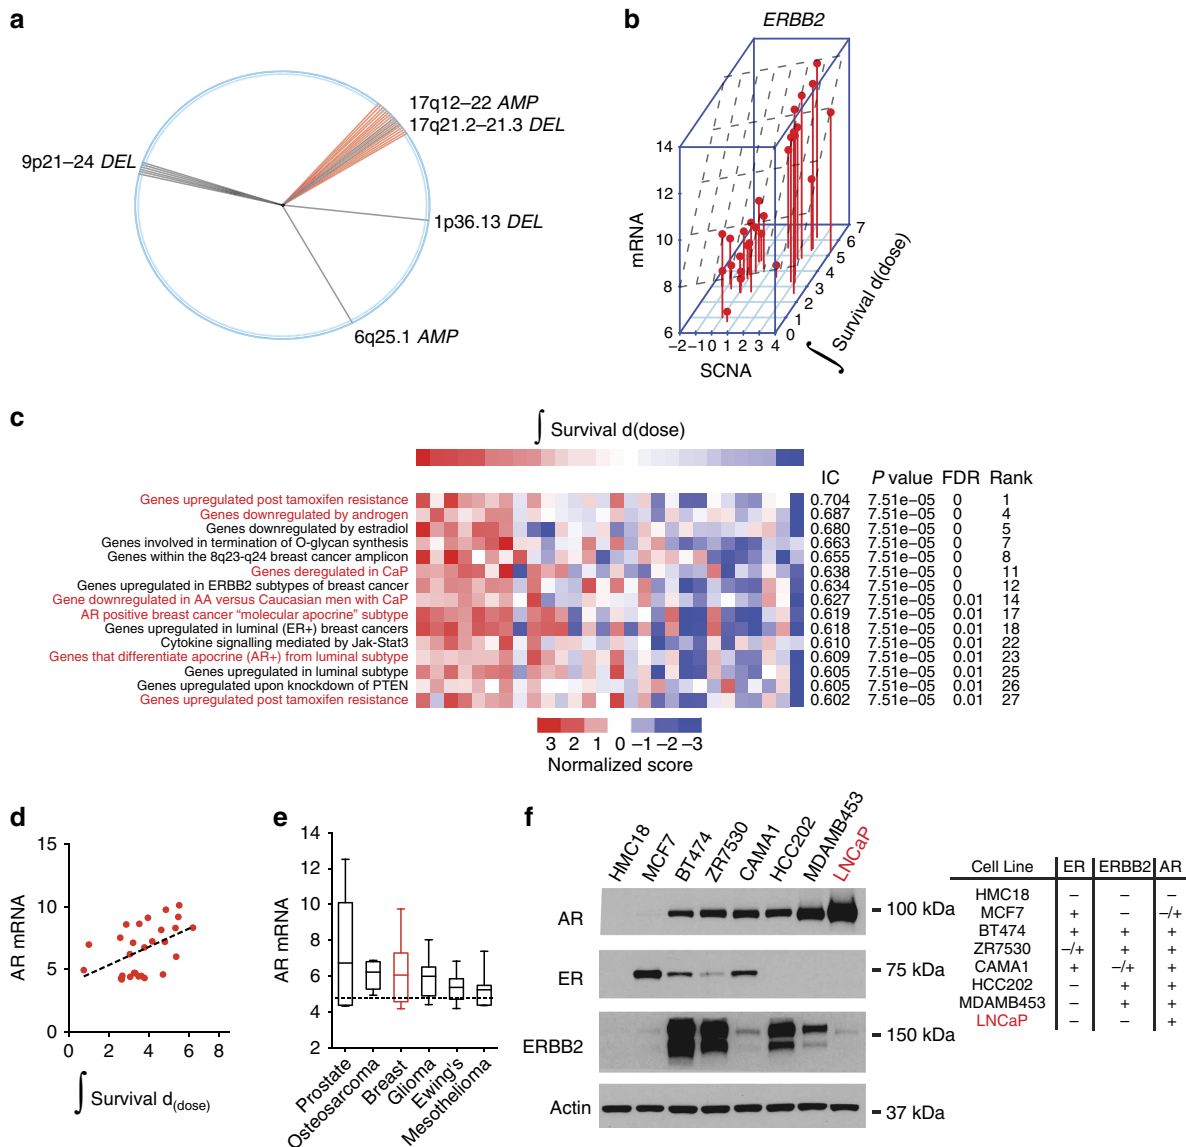 a
17q12–22 AMP
17q21.2–21.3 DEL
9p21–24 DEL
1p36.13 DEL
6q25.1 AMP
b
ERBB2
mRNA
14
12
10
8
6
–2 –1 0 1 2 3 4
SCNA
0 1 2 3 4 5 6 7
∫ Survival d(dose)
c
∫ Survival d(dose)
IC P value FDR Rank
Genes upregulated post tamoxifen resistance 0.704 7.51e–05 0 1
Genes downregulated by androgen 0.687 7.51e–05 0 4
Genes downregulated by estradiol 0.680 7.51e–05 0 5
Genes involved in termination of O-glycan synthesis 0.663 7.51e–05 0 7
Genes within the 8q23-q24 breast cancer amplicon 0.655 7.51e–05 0 8
Genes deregulated in CaP 0.638 7.51e–05 0 11
Genes upregulated in ERBB2 subtypes of breast cancer 0.634 7.51e–05 0 12
Gene downregulated in AA versus Caucasian men with CaP 0.627 7.51e–05 0.01 14
AR positive breast cancer “molecular apocrine” subtype 0.619 7.51e–05 0.01 17
Genes upregulated in luminal (ER+) breast cancers 0.618 7.51e–05 0.01 18
Cytokine signalling mediated by Jak-Stat3 0.610 7.51e–05 0.01 22
Genes that differentiate apocrine (AR+) from luminal subtype 0.609 7.51e–05 0.01 23
Genes upregulated in luminal subtype 0.605 7.51e–05 0.01 25
Genes upregulated upon knockdown of PTEN 0.605 7.51e–05 0.01 26
Genes upregulated post tamoxifen resistance 0.602 7.51e–05 0.01 27
3 2 1 0 –1 –2 –3
Normalized score
d
AR mRNA
15
10
5
0
0 2 4 6 8
∫ Survival d(dose)
e
AR mRNA
14
12
10
8
6
4
2
Prostate
Osteosarcoma
Breast
Glioma
Ewing's
Mesothelioma
f
HMC18
MCF7
BT474
ZR7530
CAMA1
HCC202
MDAMB453
LNCaP
AR – 100 kDa
ER – 75 kDa
ERBB2 – 150 kDa
Actin – 37 kDa
Cell Line ER ERBB2 AR
HMC18 – – –
MCF7 + – –/+
BT474 + + +
ZR7530 –/+ + +
CAMA1 + –/+ +
HCC202 – + +
MDAMB453 – + +
LNCaP – – +